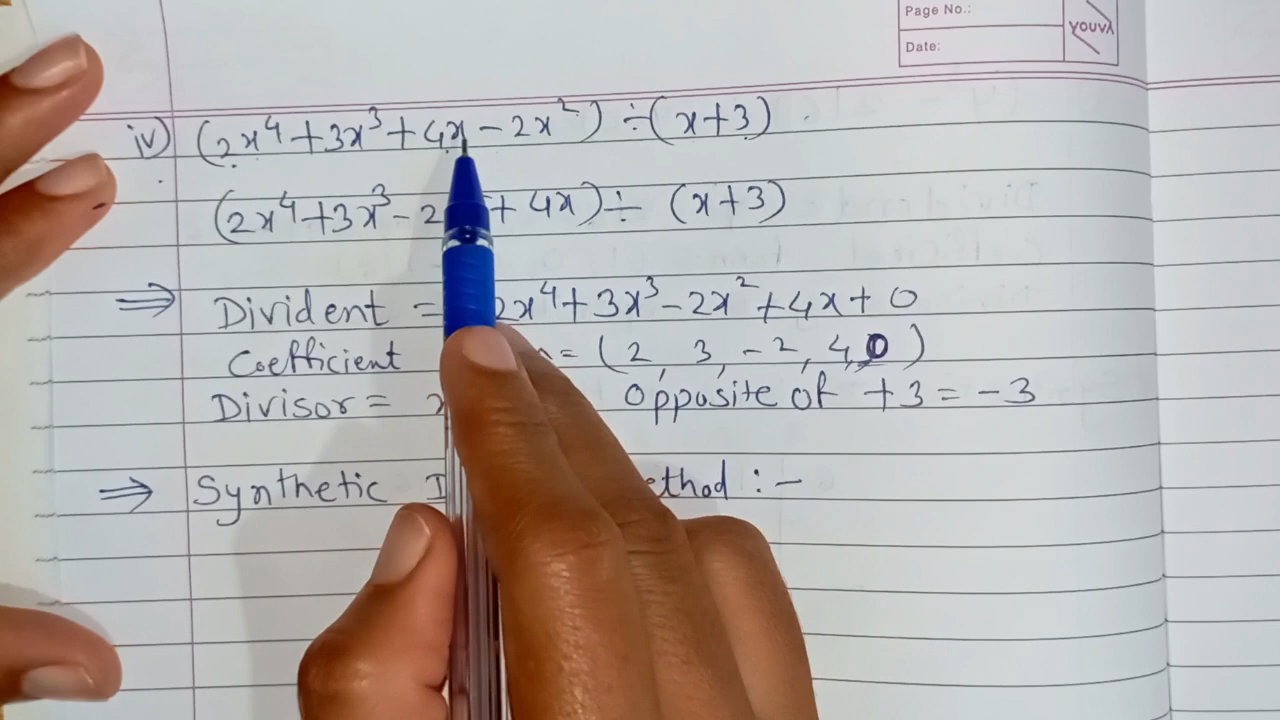 Page No.:
YOUVA
Date:
iv) (2x⁴+3x³+4x-2x²)÷(x+3)
(2x⁴+3x³-2 + 4x)÷ (x+3)
⇒ Divident = 2x⁴+3x³-2x²+4x+0
Coefficient = (2, 3, -2, 4, 0)
Divisor = Opposite of +3 = -3
⇒ Synthetic :-